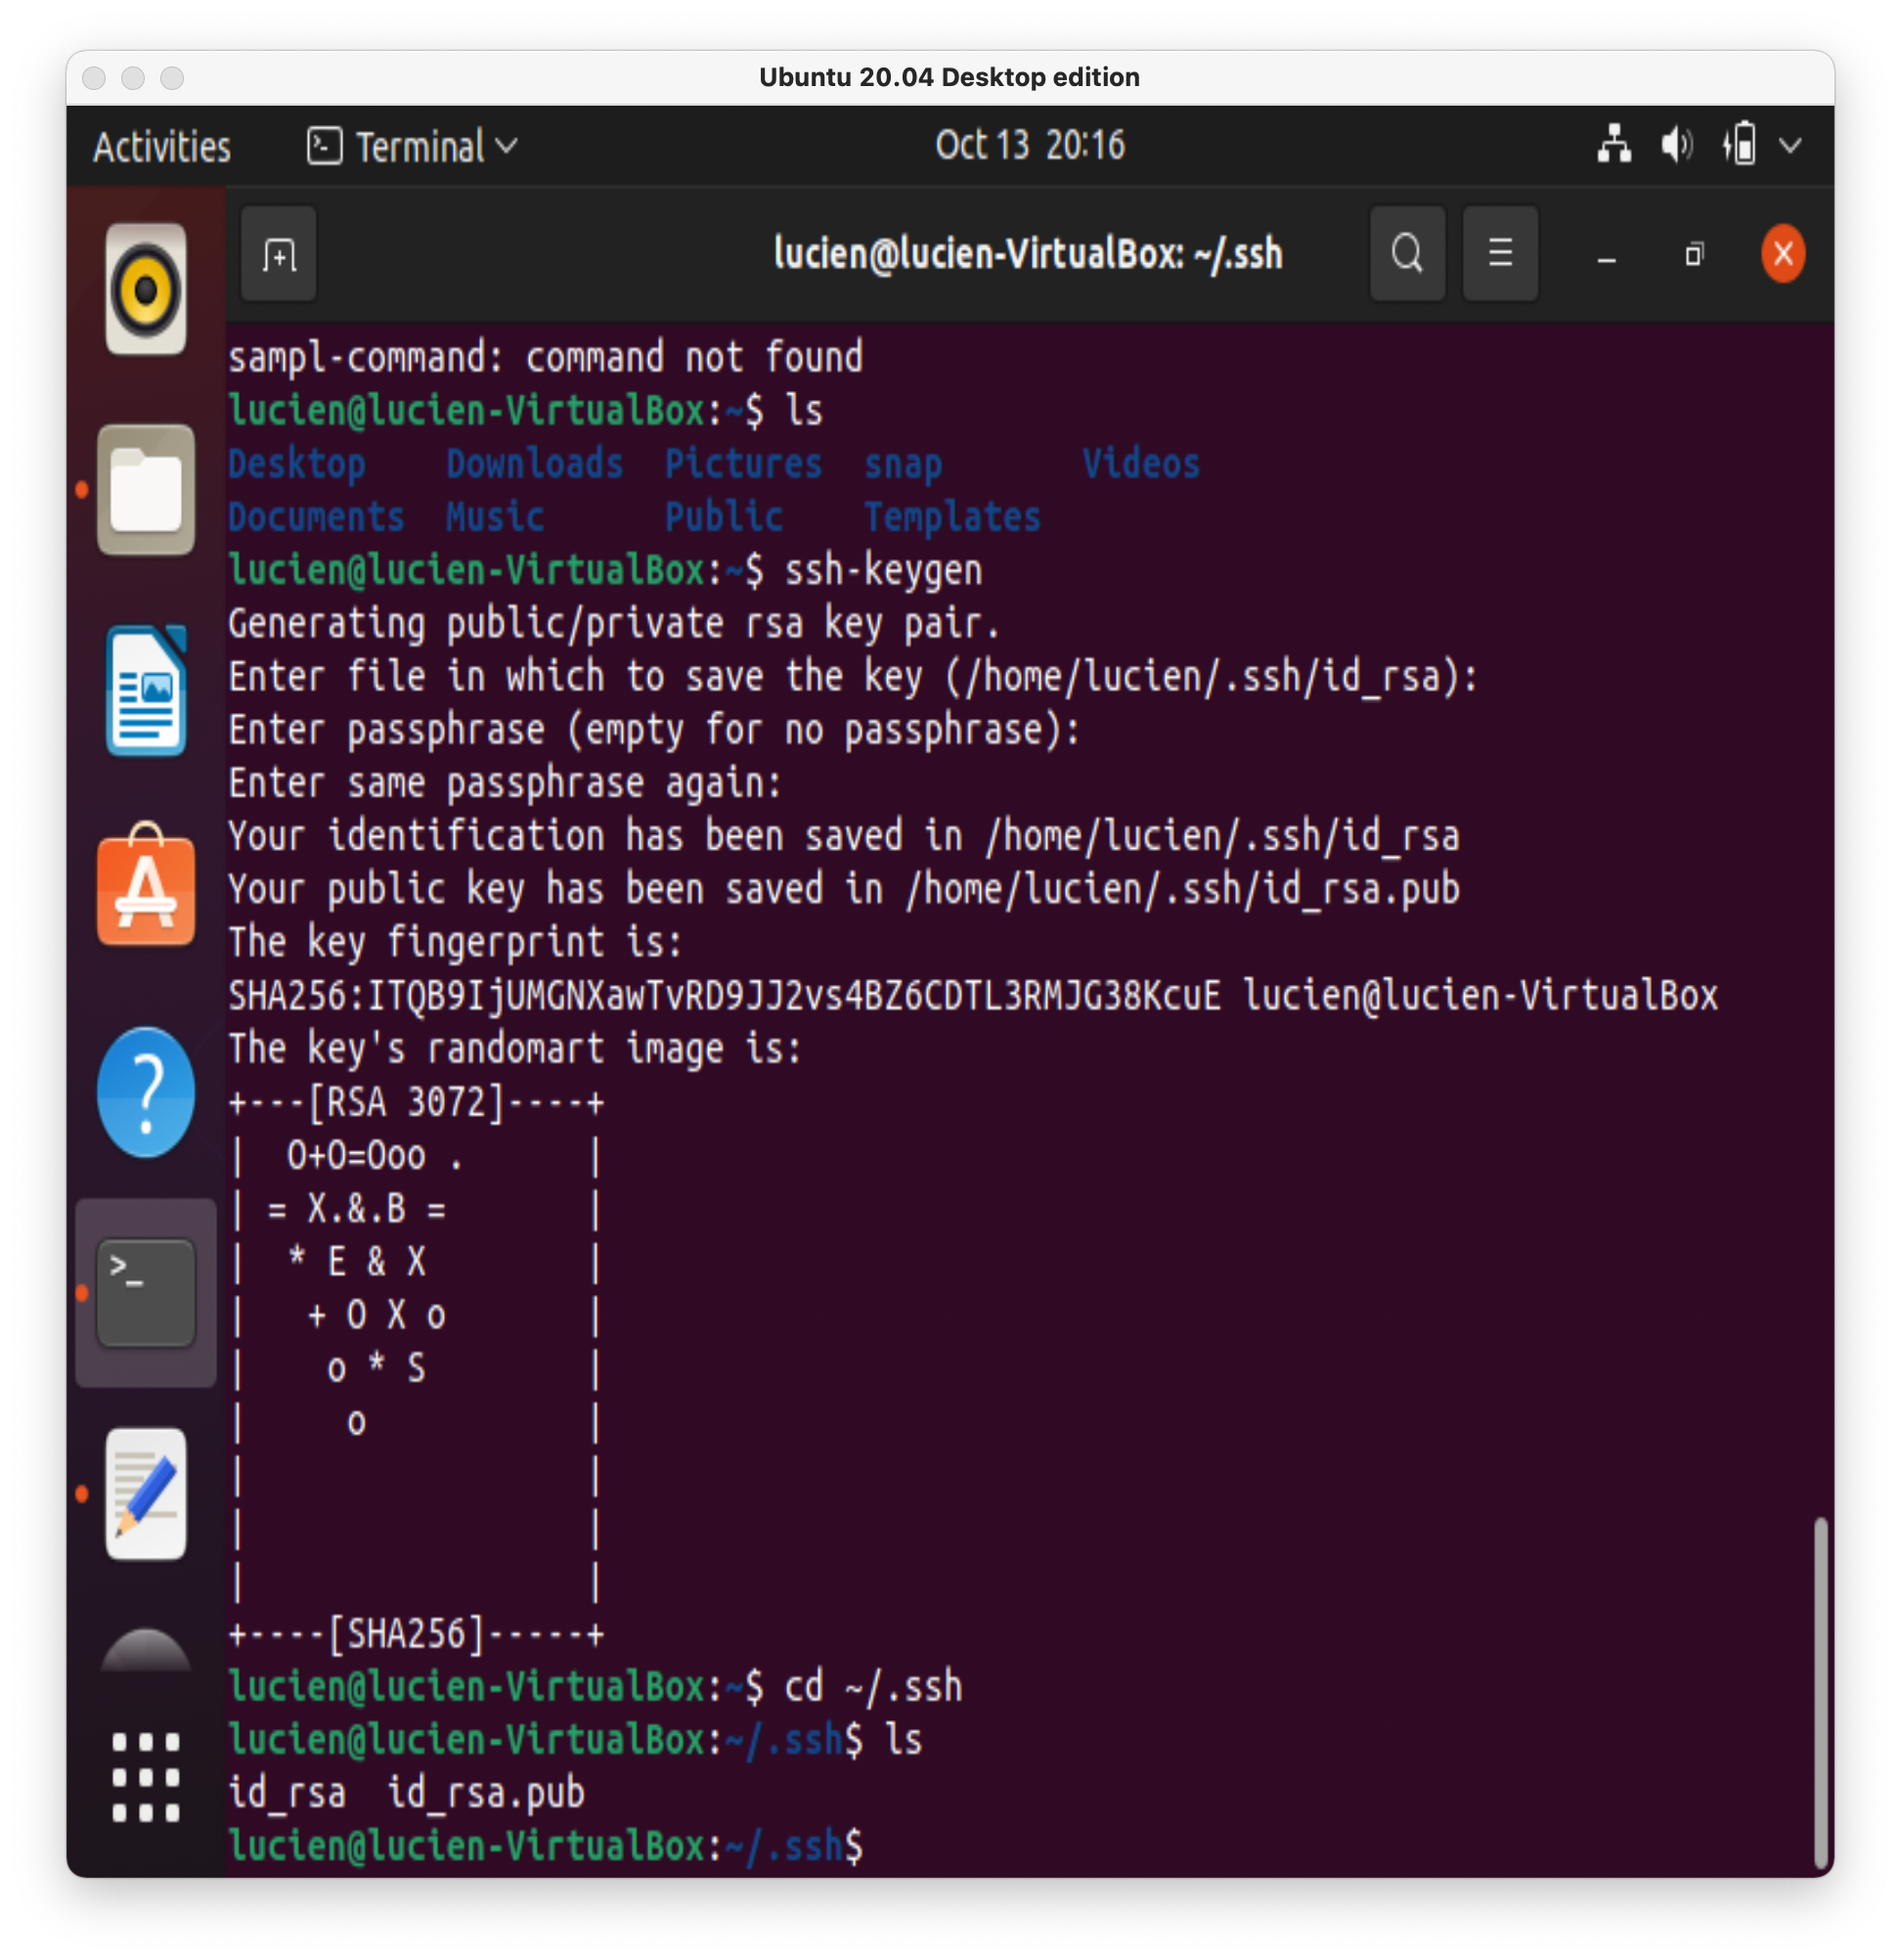 Ubuntu 20.04 Desktop edition
Activities Terminal Oct 13 20:16
lucien@lucien-VirtualBox: ~/.ssh
sampl-command: command not found
lucien@lucien-VirtualBox:~$ ls
Desktop    Downloads  Pictures  snap       Videos
Documents  Music      Public    Templates
lucien@lucien-VirtualBox:~$ ssh-keygen
Generating public/private rsa key pair.
Enter file in which to save the key (/home/lucien/.ssh/id_rsa):
Enter passphrase (empty for no passphrase):
Enter same passphrase again:
Your identification has been saved in /home/lucien/.ssh/id_rsa
Your public key has been saved in /home/lucien/.ssh/id_rsa.pub
The key fingerprint is:
SHA256:ITQB9IjUMGNXawTvRD9JJ2vs4BZ6CDTL3RMJG38KcuE lucien@lucien-VirtualBox
The key's randomart image is:
+---[RSA 3072]----+
|  O+O=Ooo .      |
| = X.&.B =       |
|  * E & X        |
|   + O X o       |
|    o * S        |
|     o           |
|                 |
|                 |
|                 |
+----[SHA256]-----+
lucien@lucien-VirtualBox:~$ cd ~/.ssh
lucien@lucien-VirtualBox:~/.ssh$ ls
id_rsa  id_rsa.pub
lucien@lucien-VirtualBox:~/.ssh$